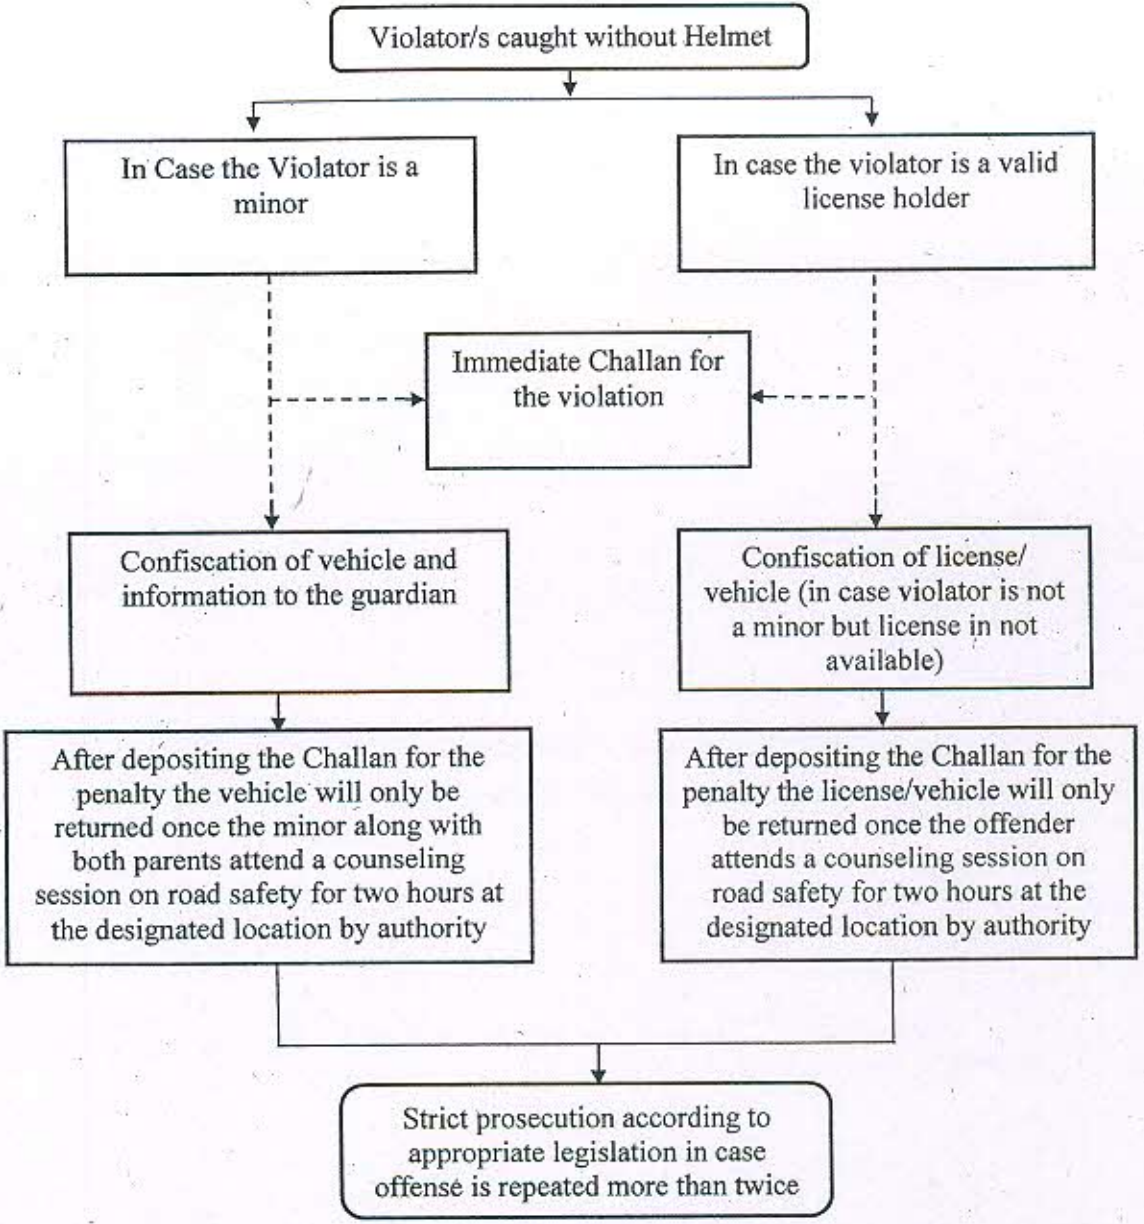 Violator/s caught without Helmet
In Case the Violator is a
minor
In case the violator is a valid
license holder
Immediate Challan for
the violation
Confiscation of vehicle and
information to the guardian
Confiscation of license/
vehicle (in case violator is not
a minor but license in not
available)
After depositing the Challan for the
penalty the vehicle will only be
returned once the minor along with
both parents attend a counseling
session on road safety for two hours at
the designated location by authority
After depositing the Challan for the
penalty the license/vehicle will only
be returned once the offender
attends a counseling session on
road safety for two hours at the
designated location by authority
Strict prosecution according to
appropriate legislation in case
offense is repeated more than twice